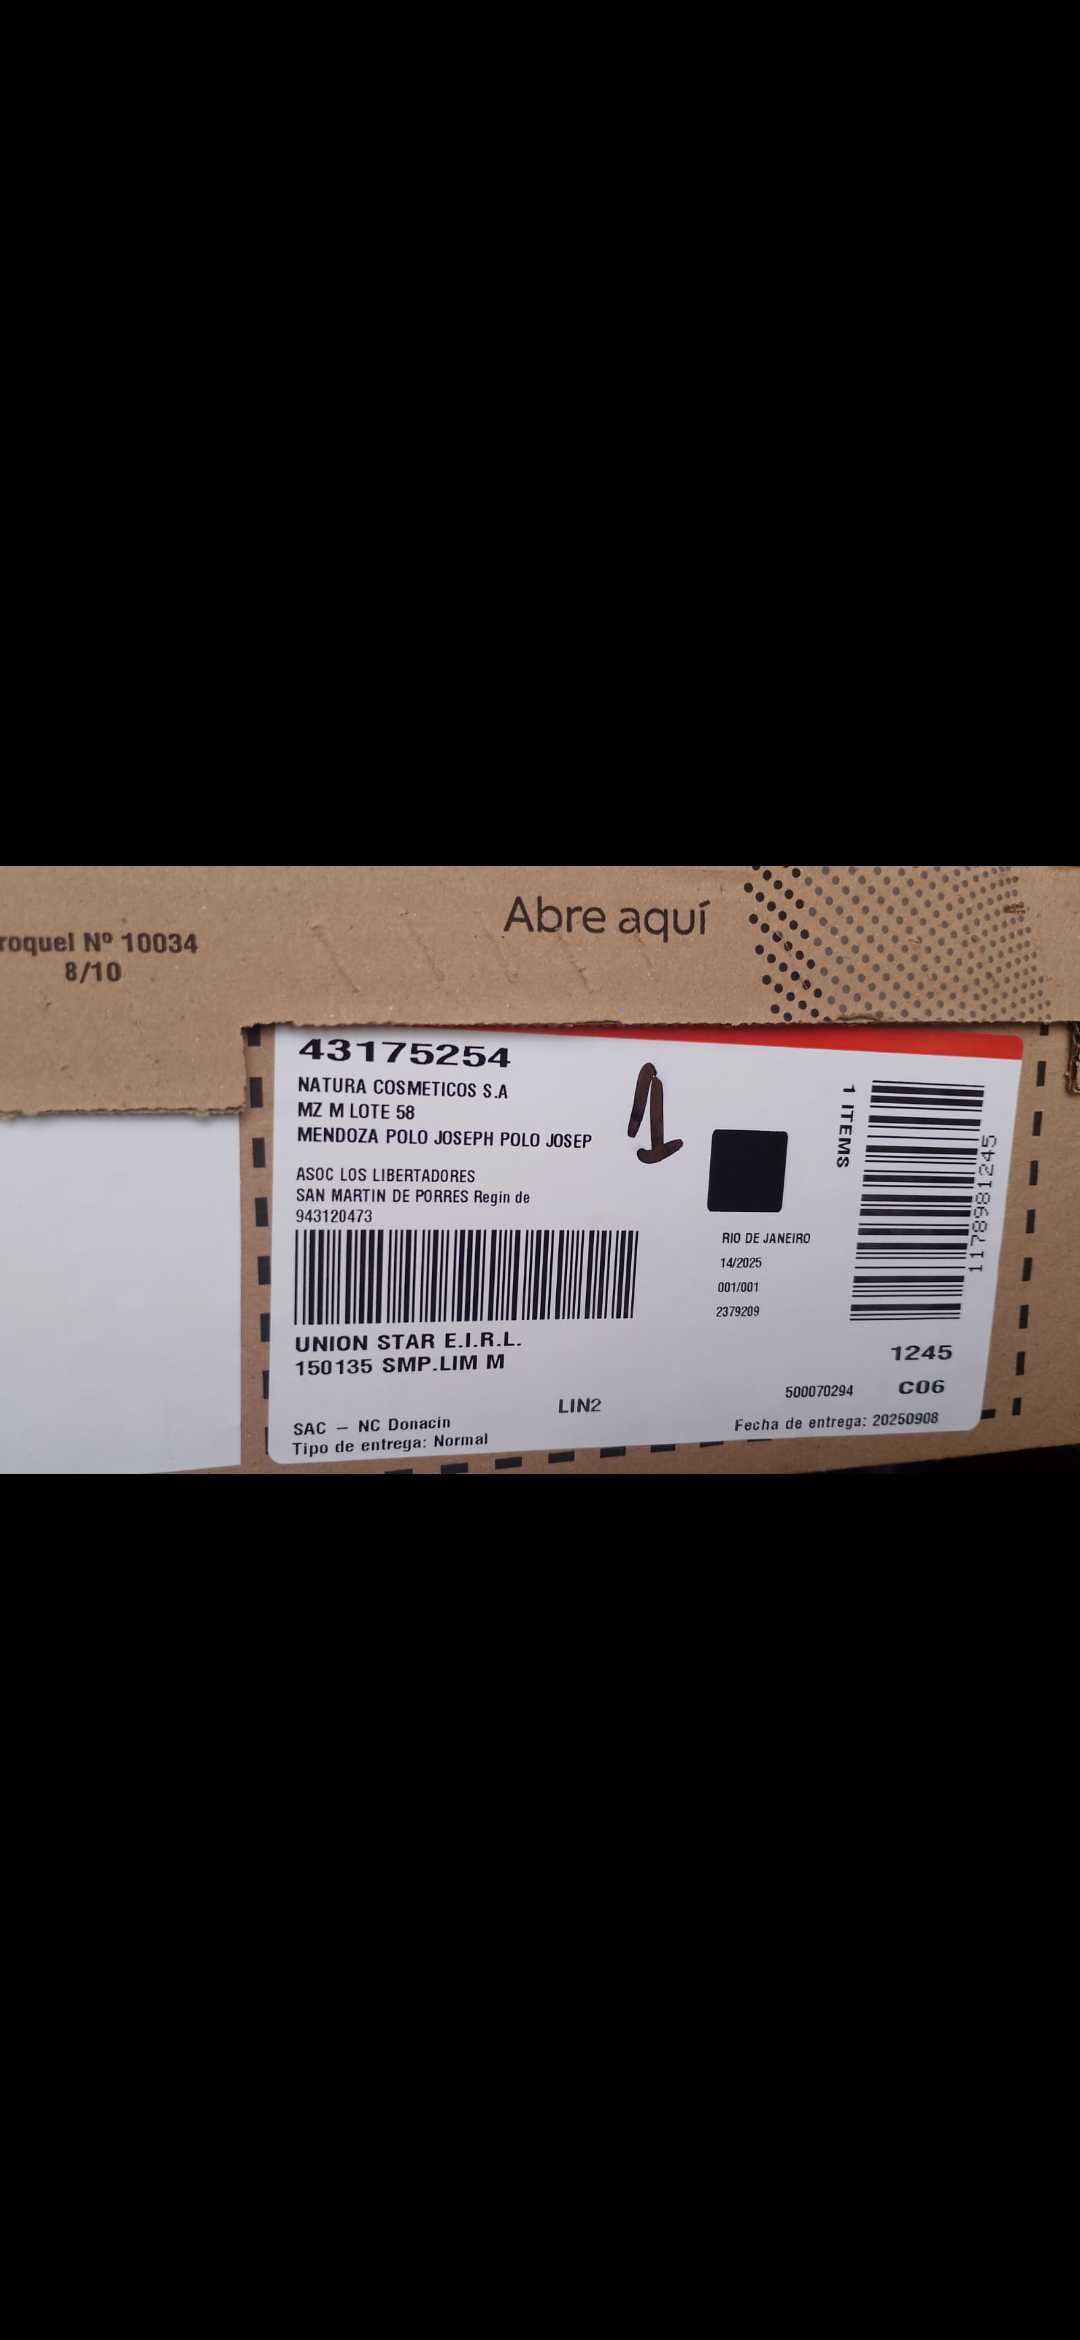 Abre aquí
roquel Nº 10034
8/10
43175254
NATURA COSMETICOS S.A
MZ M LOTE 58
MENDOZA POLO JOSEPH POLO JOSEP
ASOC LOS LIBERTADORES
SAN MARTIN DE PORRES Regin de
943120473
1
1 ITEMS
1178981245
RIO DE JANEIRO
14/2025
001/001
2379209
UNION STAR E.I.R.L.
150135 SMP.LIM M
1245
500070294 C06
LIN2
SAC – NC Donacin
Tipo de entrega: Normal
Fecha de entrega: 20250908